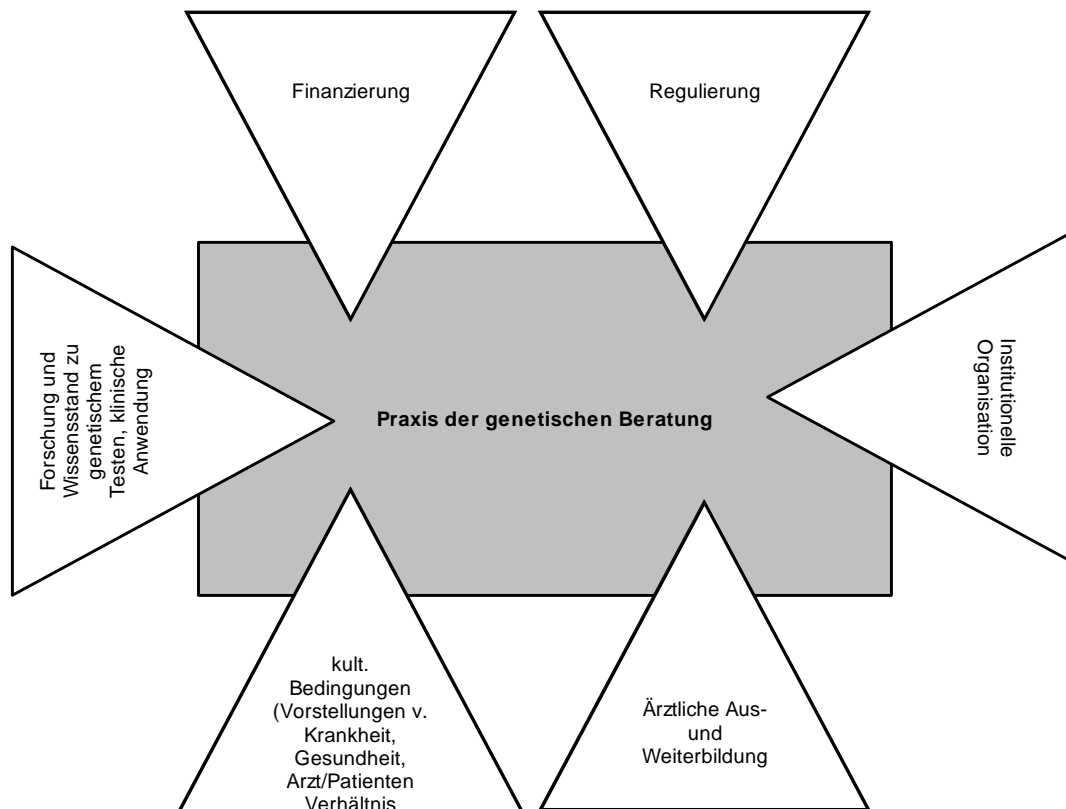 Finanzierung
Regulierung
Forschung und
Wissensstand zu
genetischem
Testen, klinische
Anwendung
Praxis der genetischen Beratung
Institutionelle
Organisation
kult.
Bedingungen
(Vorstellungen v.
Krankheit,
Gesundheit,
Arzt/Patienten
Verhältnis
Ärztliche Aus-
und
Weiterbildung